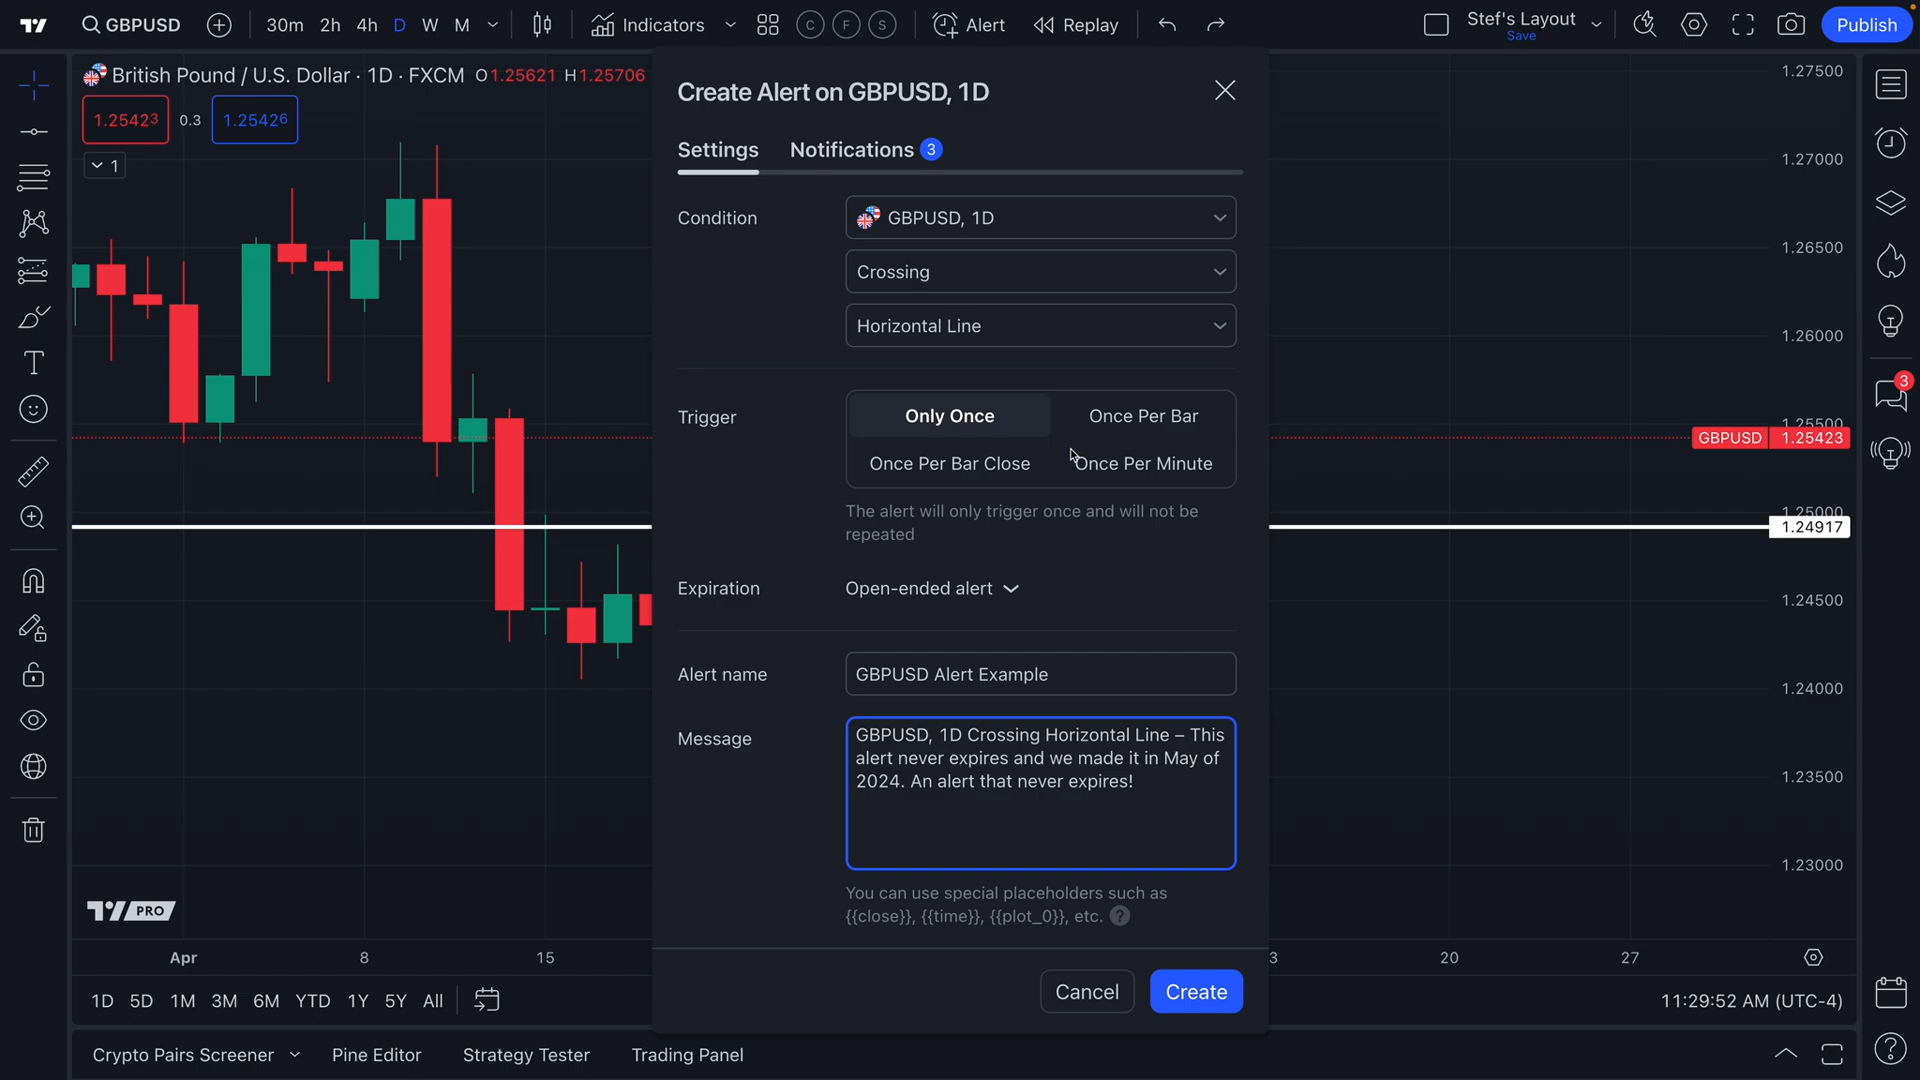 GBPUSD 30m 2h 4h D W M Indicators C F S Alert Replay Stef's Layout Publish
Save
British Pound / U.S. Dollar · 1D · FXCM O1.25621 H1.25706
1.25423 0.3 1.25426
1
Create Alert on GBPUSD, 1D
Settings Notifications 3
Condition GBPUSD, 1D
Crossing
Horizontal Line
Trigger Only Once Once Per Bar
Once Per Bar Close Once Per Minute
The alert will only trigger once and will not be
repeated
Expiration Open-ended alert
Alert name GBPUSD Alert Example
Message GBPUSD, 1D Crossing Horizontal Line – This
alert never expires and we made it in May of
2024. An alert that never expires!
You can use special placeholders such as
{{close}}, {{time}}, {{plot_0}}, etc. ?
Cancel Create
1.27500
1.27000
1.26500
1.26000
1.25500
GBPUSD 1.25423
1.25000
1.24917
1.24500
1.24000
1.23500
1.23000
3
PRO
Apr 8 15 3 20 27
1D 5D 1M 3M 6M YTD 1Y 5Y All 11:29:52 AM (UTC-4)
Crypto Pairs Screener Pine Editor Strategy Tester Trading Panel